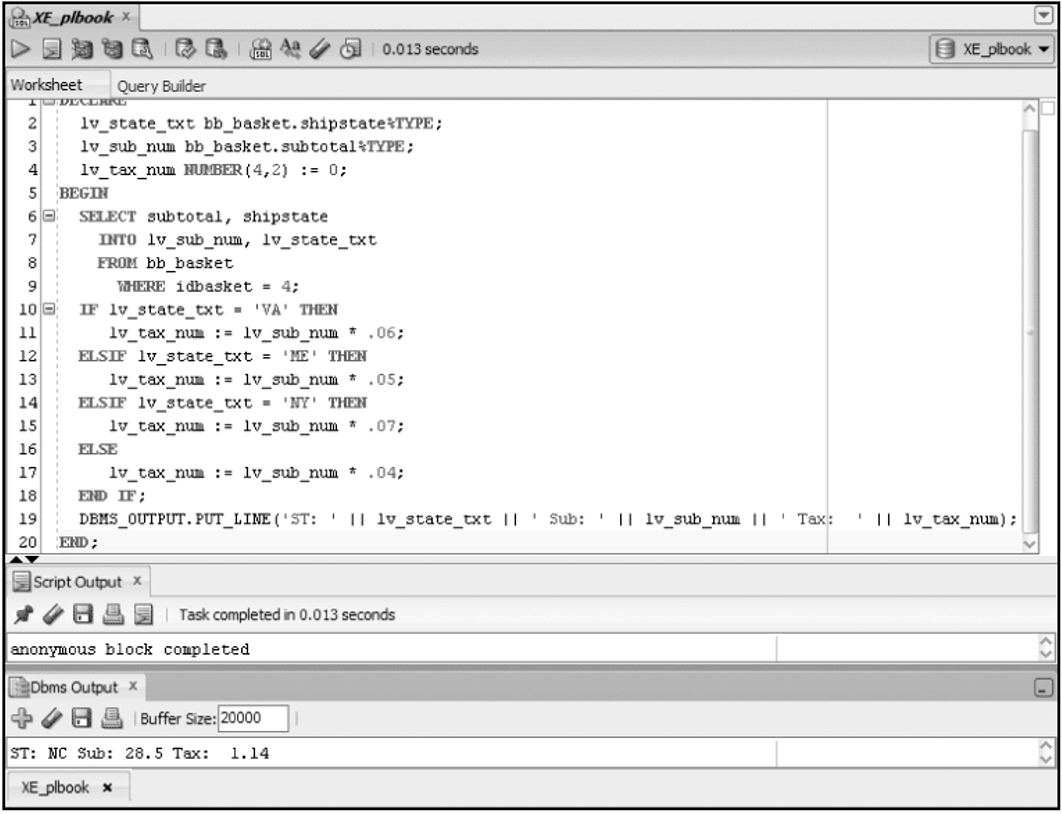 XE_plbook
0.013 seconds
XE_plbook
Worksheet Query Builder
1 DECLARE
2 lv_state_txt bb_basket.shipstate%TYPE;
3 lv_sub_num bb_basket.subtotal%TYPE;
4 lv_tax_num NUMBER(4,2) := 0;
5 BEGIN
6 SELECT subtotal, shipstate
7 INTO lv_sub_num, lv_state_txt
8 FROM bb_basket
9 WHERE idbasket = 4;
10 IF lv_state_txt = 'VA' THEN
11 lv_tax_num := lv_sub_num * .06;
12 ELSIF lv_state_txt = 'ME' THEN
13 lv_tax_num := lv_sub_num * .05;
14 ELSIF lv_state_txt = 'NY' THEN
15 lv_tax_num := lv_sub_num * .07;
16 ELSE
17 lv_tax_num := lv_sub_num * .04;
18 END IF;
19 DBMS_OUTPUT.PUT_LINE('ST: ' || lv_state_txt || ' Sub: ' || lv_sub_num || ' Tax:  ' || lv_tax_num);
20 END;
Script Output
Task completed in 0.013 seconds
anonymous block completed
Dbms Output
Buffer Size: 20000
ST: NC Sub: 28.5 Tax:  1.14
XE_plbook